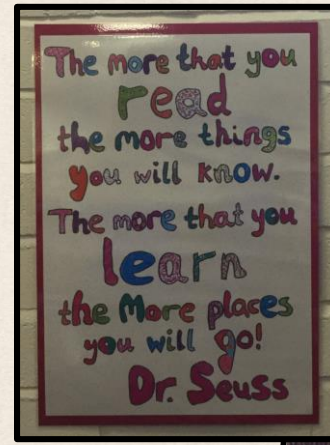 The more that you
read
the more things
you will know.
The more that you
learn
the More places
you will go!
Dr. Seuss